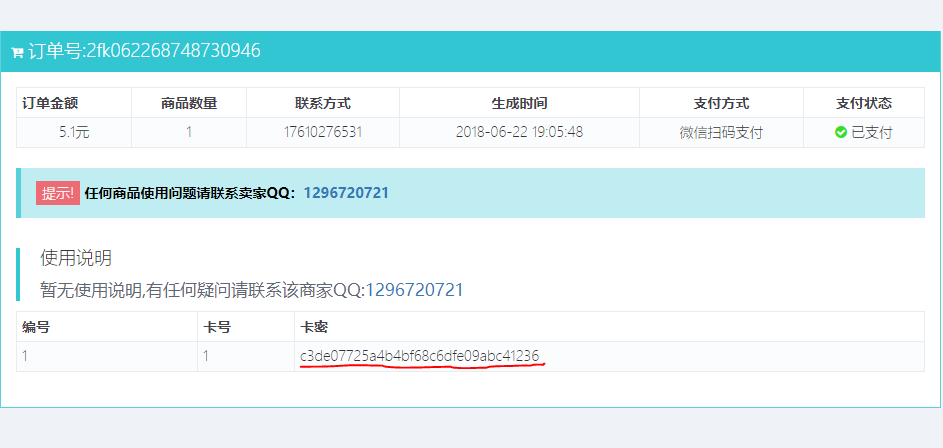 订单号:2fk062268748730946
订单金额 商品数量 联系方式 生成时间 支付方式 支付状态
5.1元 1 17610276531 2018-06-22 19:05:48 微信扫码支付 已支付
提示! 任何商品使用问题请联系卖家QQ：1296720721
使用说明
暂无使用说明,有任何疑问请联系该商家QQ:1296720721
编号 卡号 卡密
1 1 c3de07725a4b4bf68c6dfe09abc41236